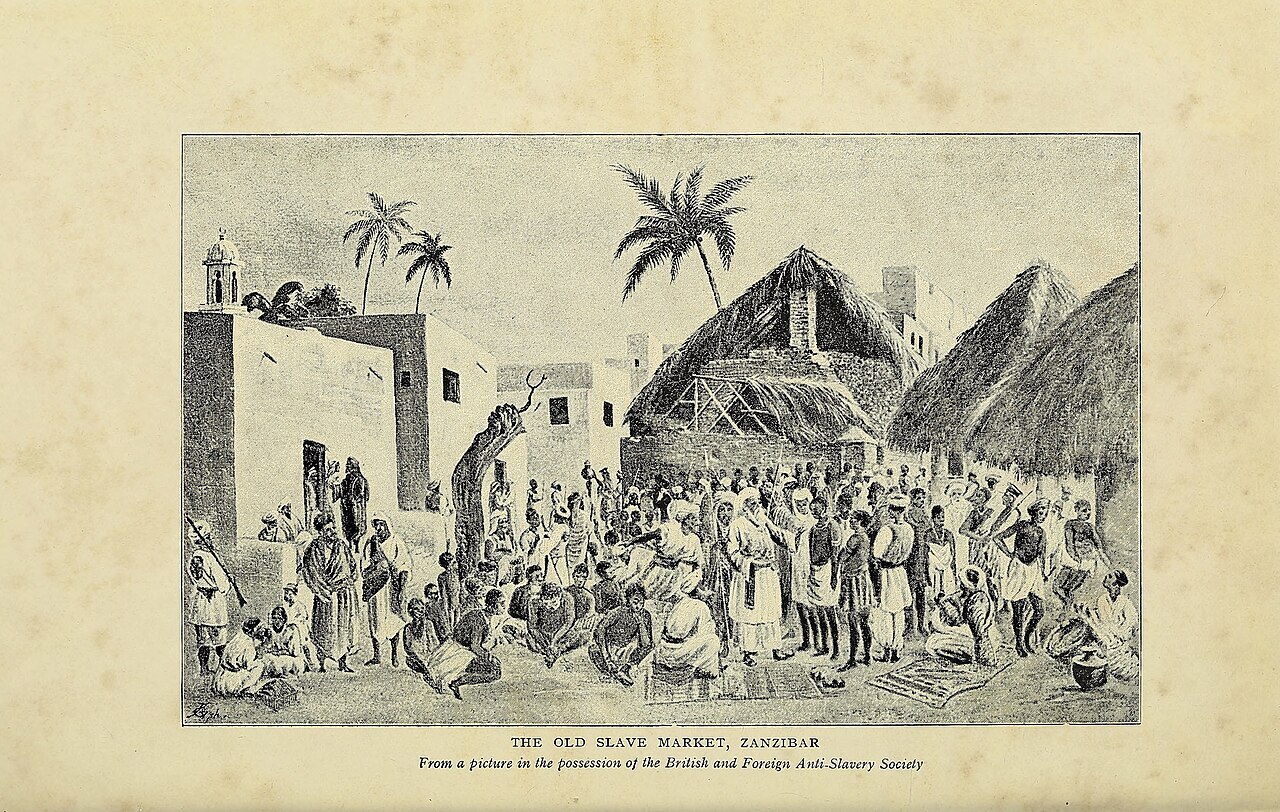 THE OLD SLAVE MARKET, ZANZIBAR
From a picture in the possession of the British and Foreign Anti-Slavery Society